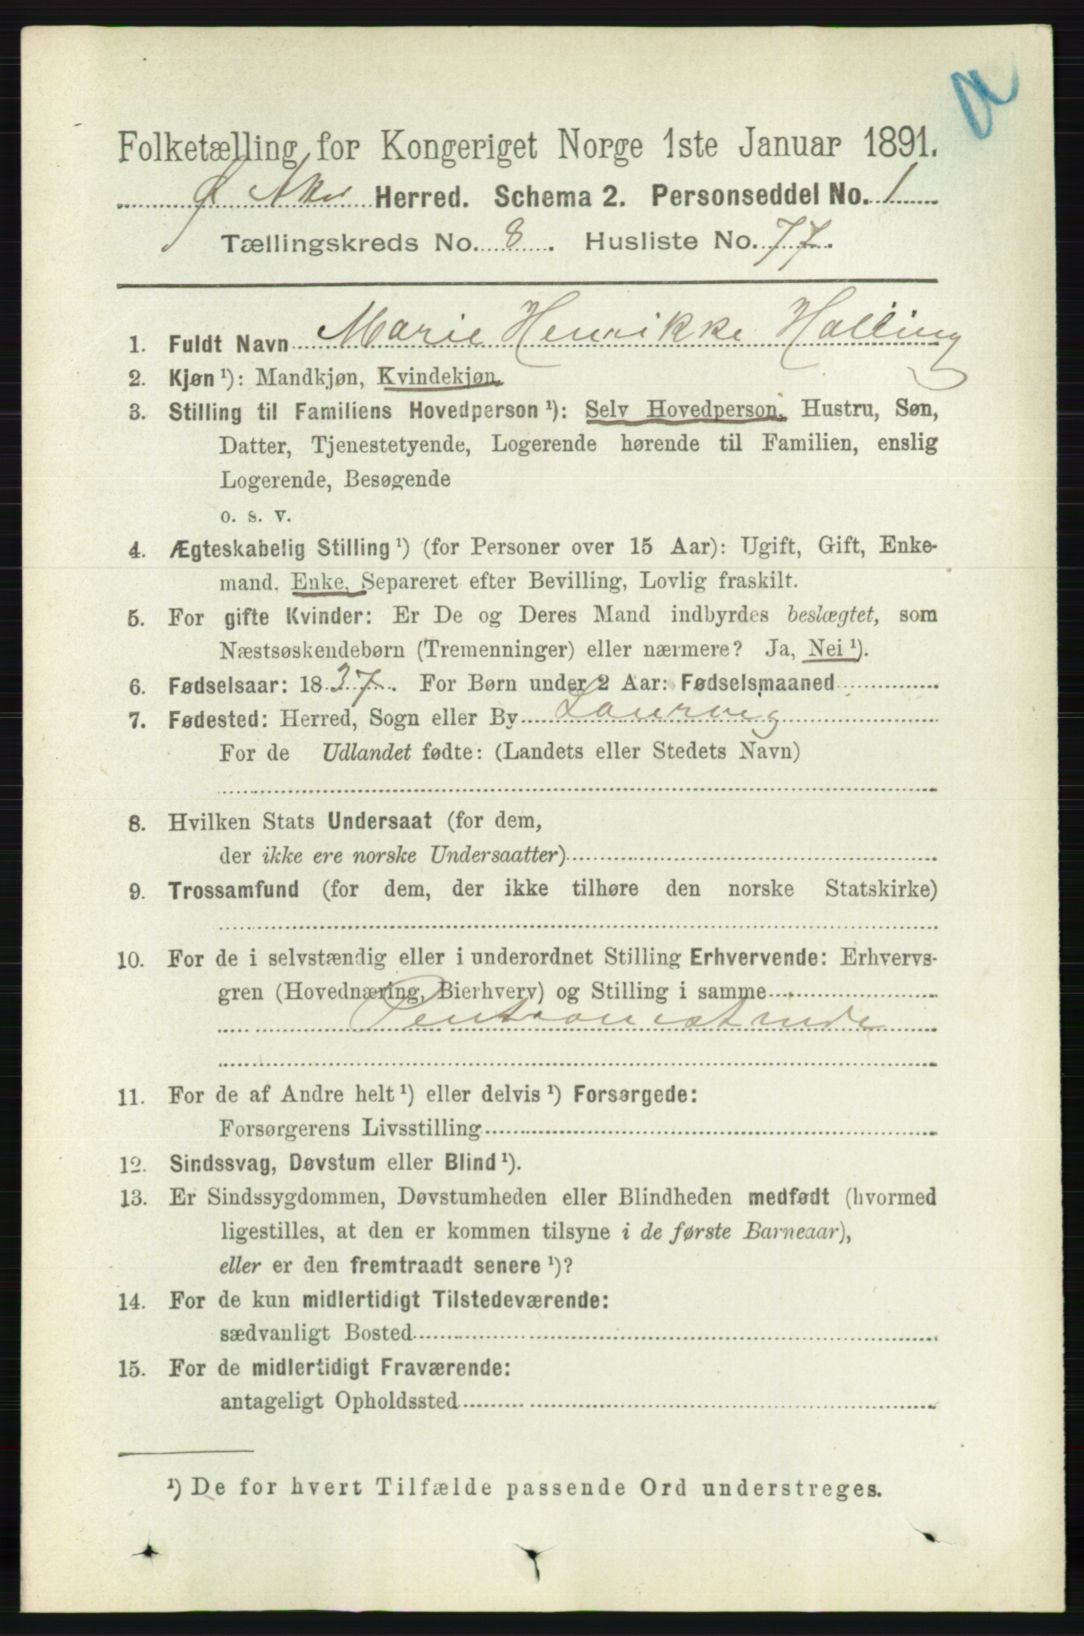 a
Folketælling for Kongeriget Norge 1ste Januar 1891.
Ø Aker Herred. Schema 2. Personseddel No. 1
Tællingskreds No. 8. Husliste No. 77.
1. Fuldt Navn Marie Henrikke Halling
2. Kjøn ¹): Mandkjøn, Kvindekjøn.
3. Stilling til Familiens Hovedperson ¹): Selv Hovedperson, Hustru, Søn,
Datter, Tjenestetyende, Logerende hørende til Familien, enslig
Logerende, Besøgende
o. s. v.
4. Ægteskabelig Stilling ¹) (for Personer over 15 Aar): Ugift, Gift, Enke-
mand, Enke, Separeret efter Bevilling, Lovlig fraskilt.
5. For gifte Kvinder: Er De og Deres Mand indbyrdes beslægtet, som
Næstsøskendebørn (Tremenninger) eller nærmere? Ja, Nei ¹).
6. Fødselsaar: 1837. For Børn under 2 Aar: Fødselsmaaned
7. Fødested: Herred, Sogn eller By Laurvig
For de Udlandet fødte: (Landets eller Stedets Navn)
8. Hvilken Stats Undersaat (for dem,
der ikke ere norske Undersaatter)
9. Trossamfund (for dem, der ikke tilhøre den norske Statskirke)
10. For de i selvstændig eller i underordnet Stilling Erhvervende: Erhvervs-
gren (Hovednæring, Bierhverv) og Stilling i samme
11. For de af Andre helt ¹) eller delvis ¹) Forsørgede:
Forsørgerens Livsstilling
12. Sindssvag, Døvstum eller Blind ¹).
13. Er Sindssygdommen, Døvstumheden eller Blindheden medfødt (hvormed
ligestilles, at den er kommen tilsyne i de første Barneaar),
eller er den fremtraadt senere ¹)?
14. For de kun midlertidigt Tilstedeværende:
sædvanligt Bosted
15. For de midlertidigt Fraværende:
antageligt Opholdssted
¹) De for hvert Tilfælde passende Ord understreges.